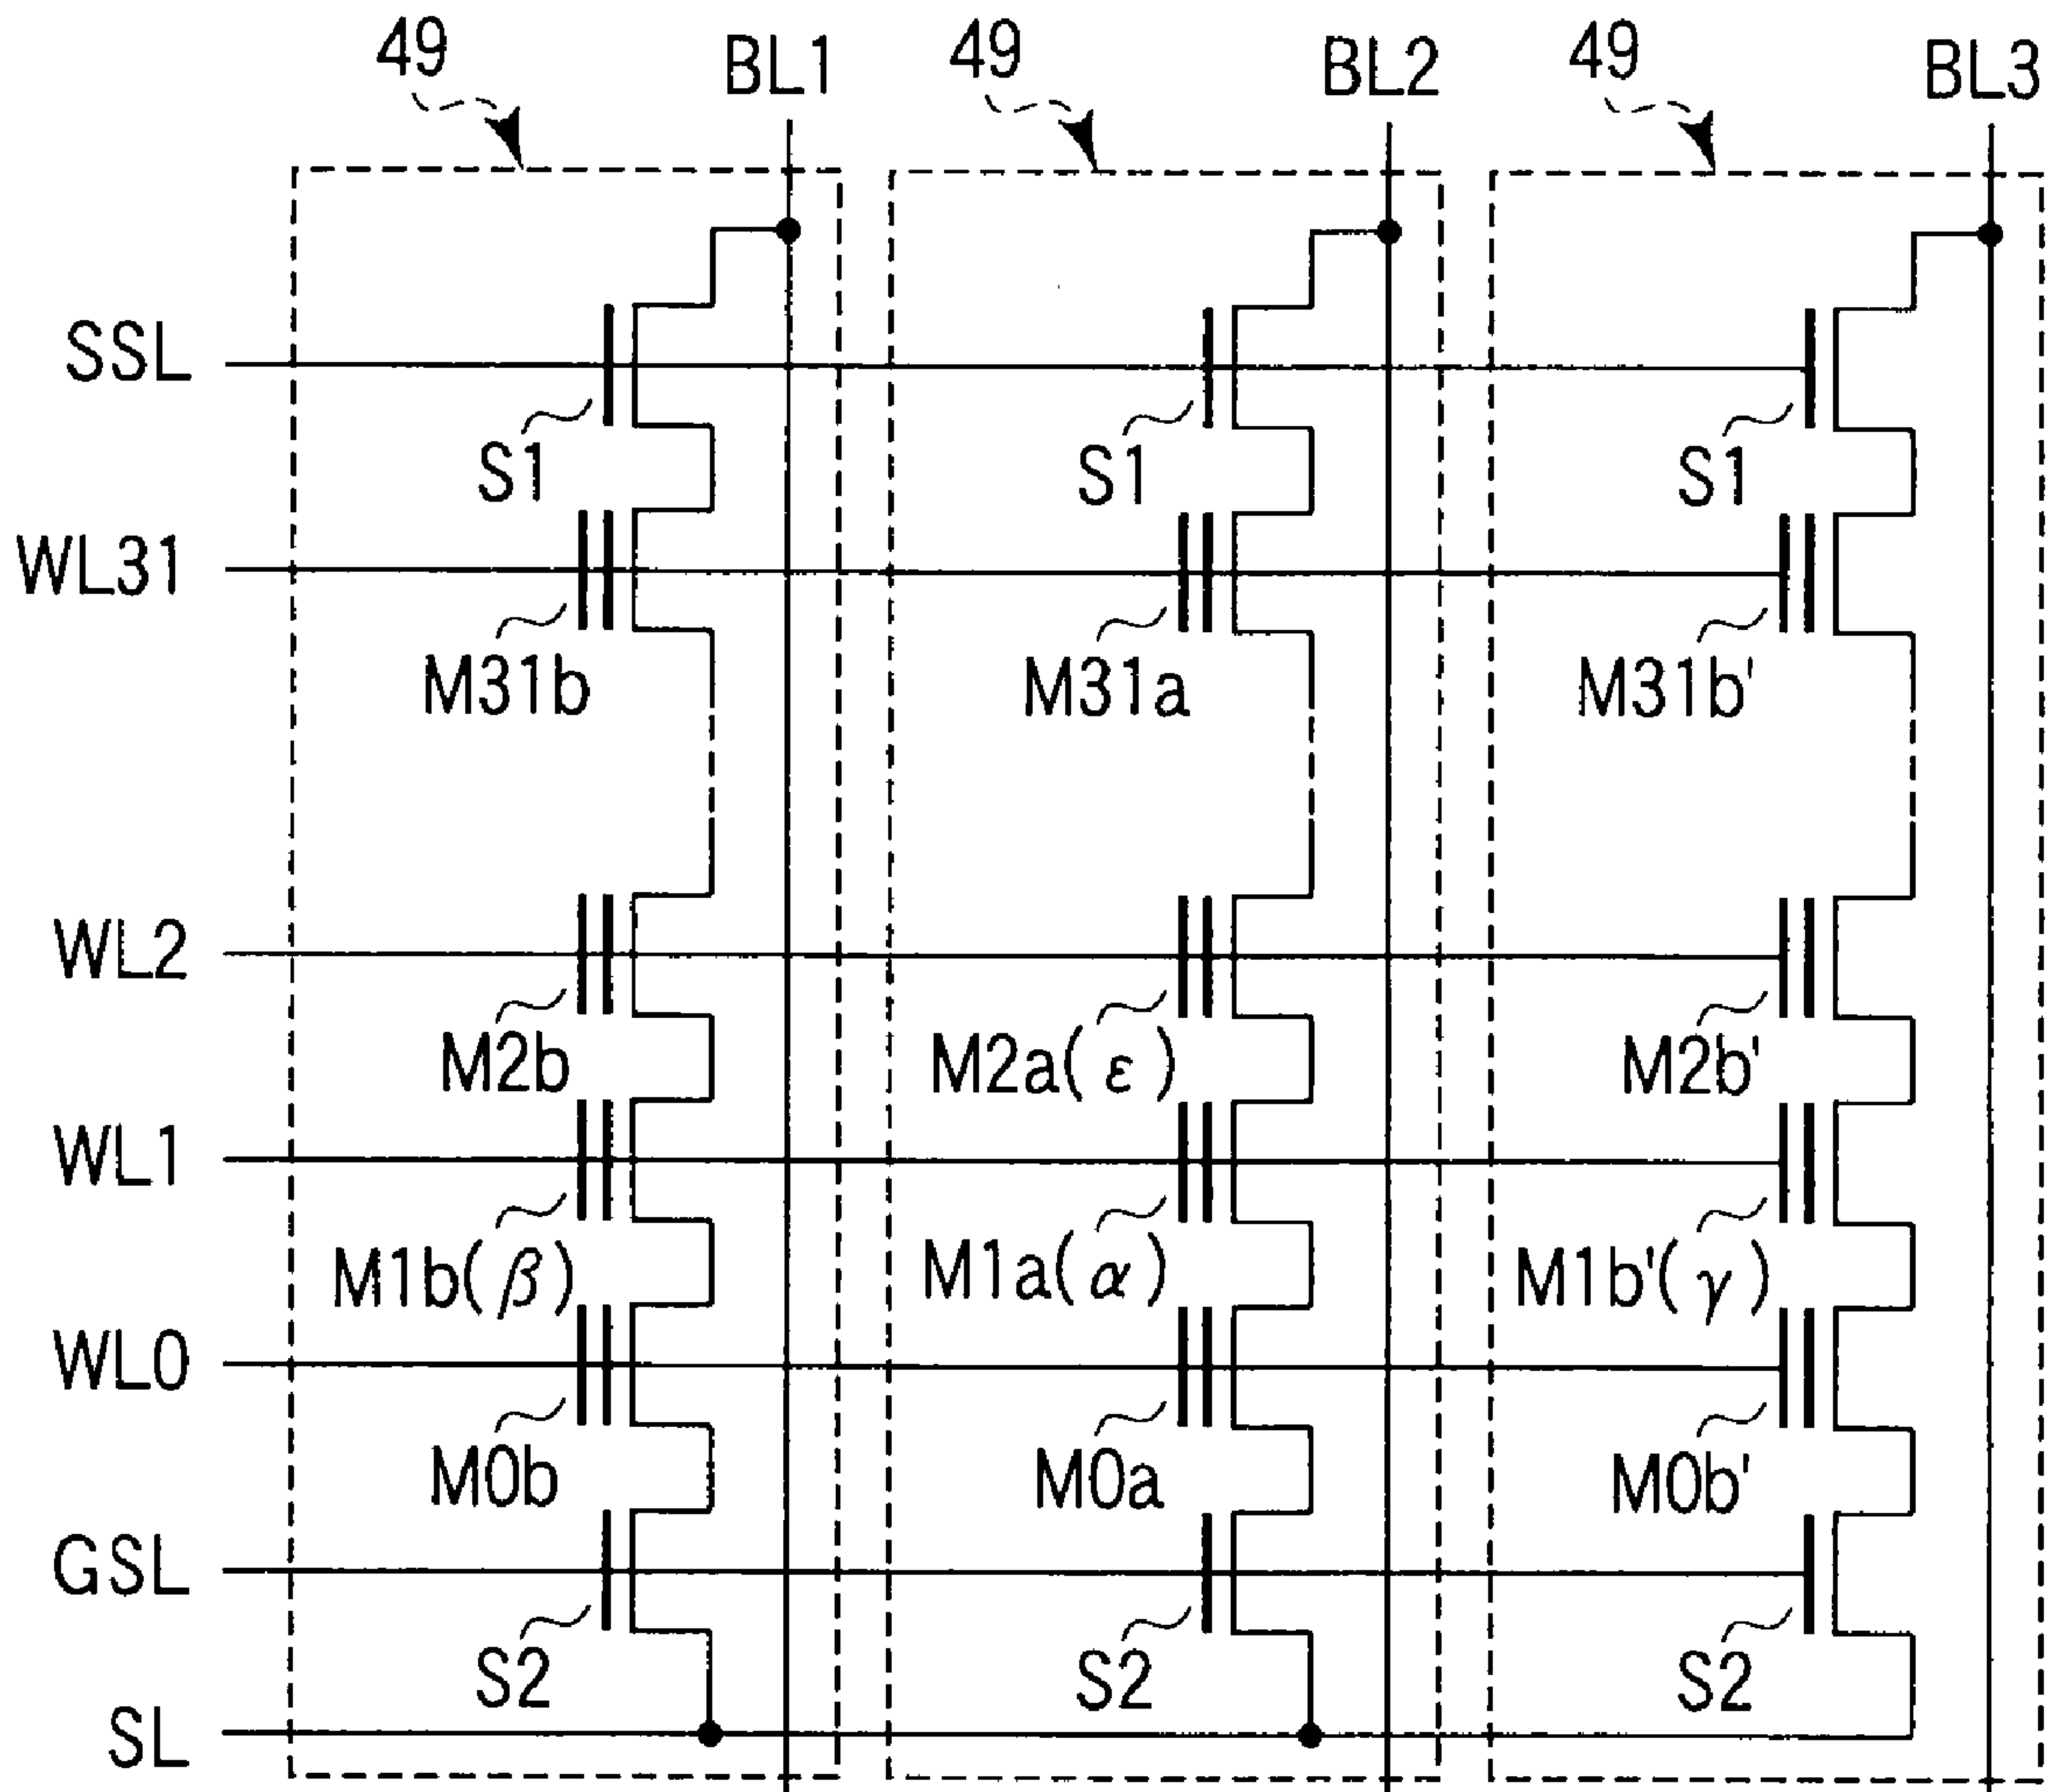 49 BL1 49 BL2 49 BL3
SSL
S1 S1 S1
WL31
M31b M31a M31b'
WL2
M2b M2a(ε) M2b'
WL1
M1b(β) M1a(α) M1b'(γ)
WL0
M0b M0a M0b'
GSL
S2 S2 S2
SL